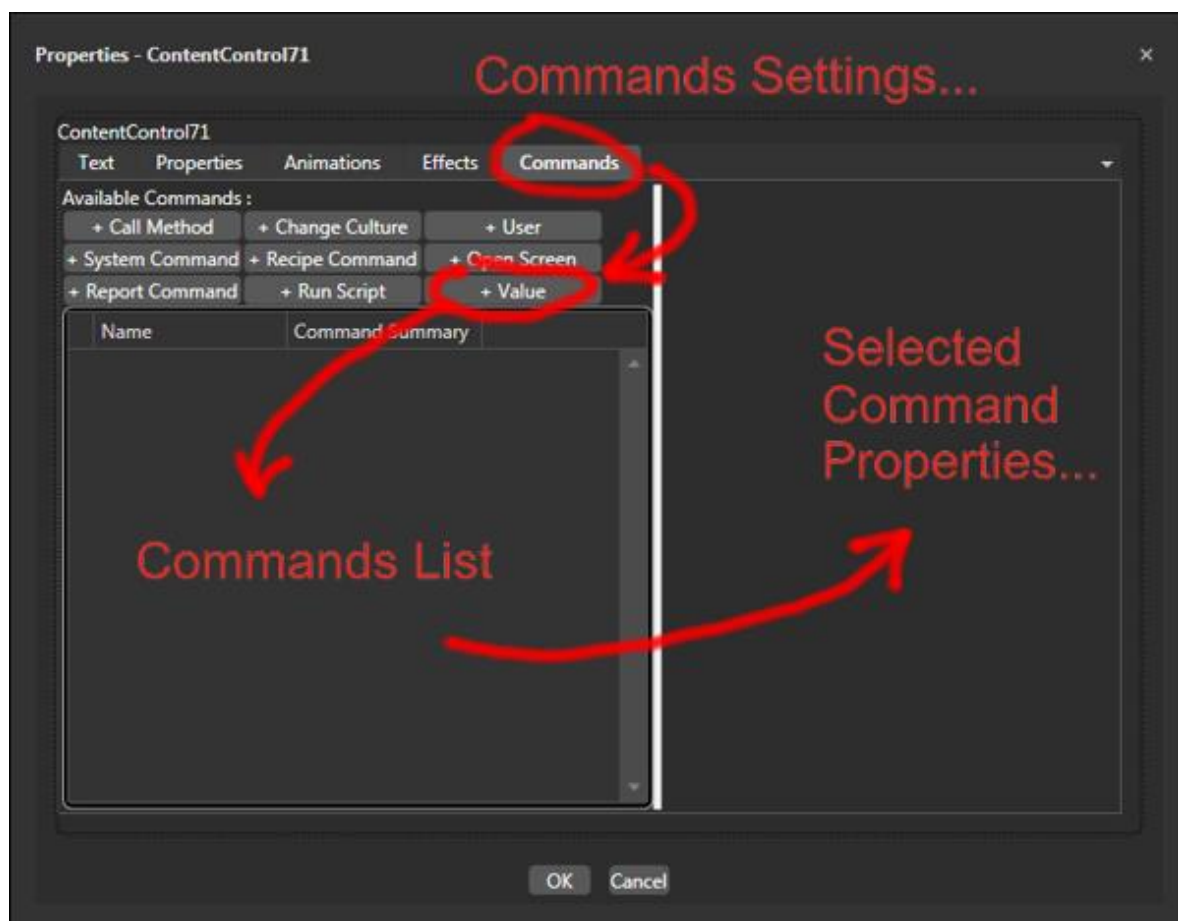 Properties - ContentControl71
Commands Settings...
ContentControl71
Text Properties Animations Effects Commands
Available Commands :
+ Call Method + Change Culture + User
+ System Command + Recipe Command + Open Screen
+ Report Command + Run Script + Value
Name Command Summary
Selected
Command
Properties...
Commands List
OK Cancel